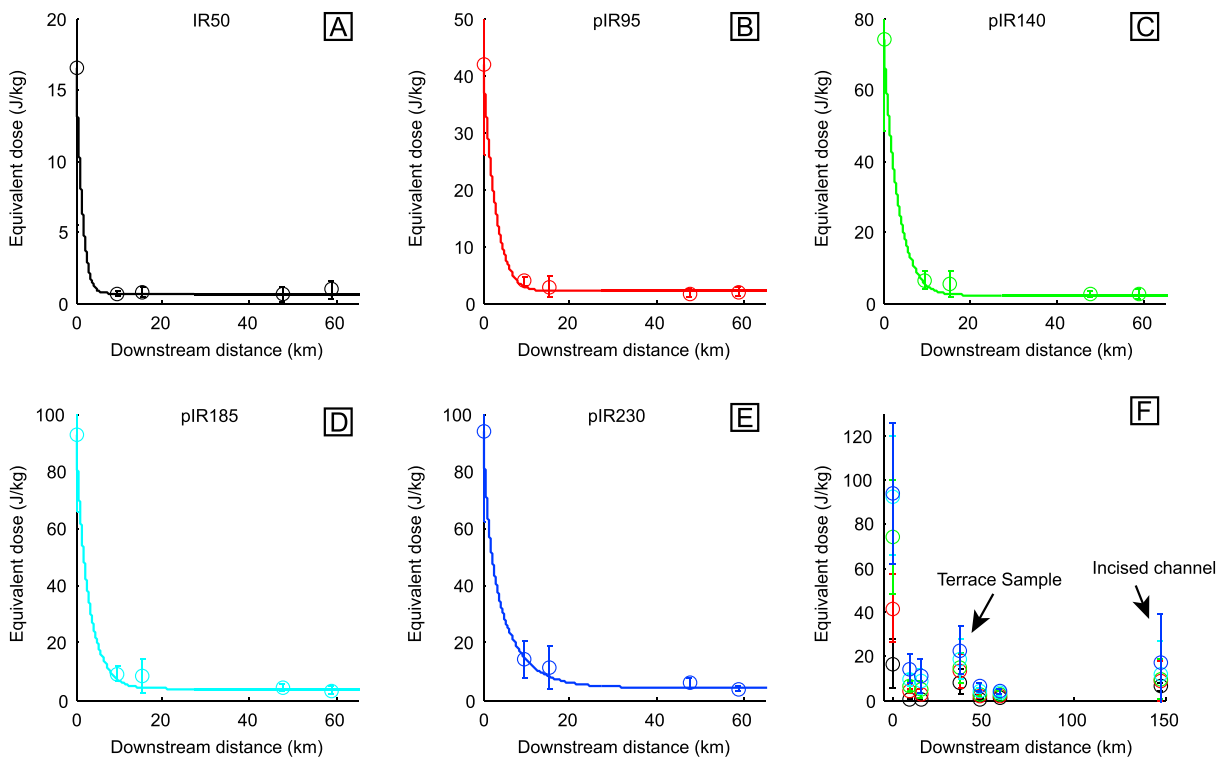 IR50
A
20
15
10
5
0
Equivalent dose (J/kg)
0 20 40 60
Downstream distance (km)
pIR95
B
50
40
30
20
10
0
Equivalent dose (J/kg)
0 20 40 60
Downstream distance (km)
pIR140
C
80
60
40
20
0
Equivalent dose (J/kg)
0 20 40 60
Downstream distance (km)
pIR185
D
100
80
60
40
20
0
Equivalent dose (J/kg)
0 20 40 60
Downstream distance (km)
pIR230
E
100
80
60
40
20
0
Equivalent dose (J/kg)
0 20 40 60
Downstream distance (km)
F
120
100
80
60
40
20
0
Equivalent dose (J/kg)
Terrace Sample
Incised channel
0 50 100 150
Downstream distance (km)